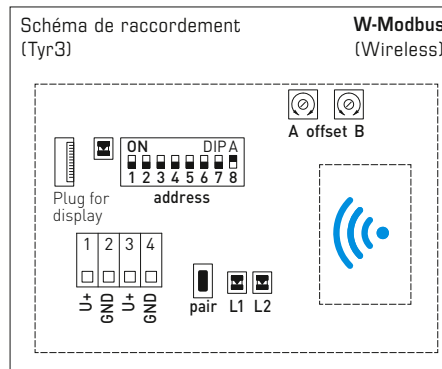 Schéma de raccordement
(Tyr3)
W-Modbus
(Wireless)
A offset B
ON DIP A
1 2 3 4 5 6 7 8
address
Plug for
display
1 2 3 4
U+ GND U+ GND
pair L1 L2